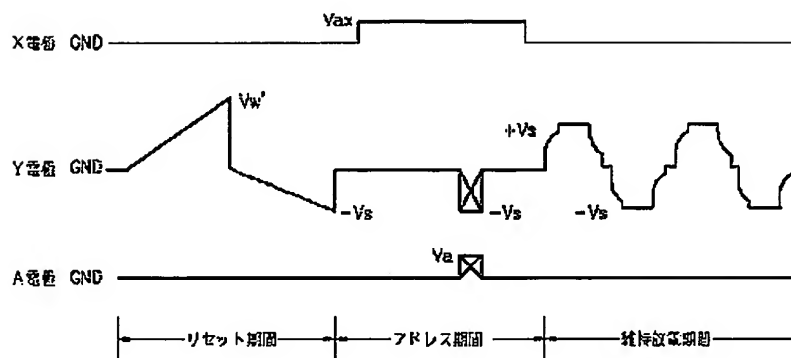 Vax
X電極 GND
Vw'
+Vs
Y電極 GND
-Vs
-Vs
-Vs
Va
A電極 GND
リセット期間
アドレス期間
維持放電期間